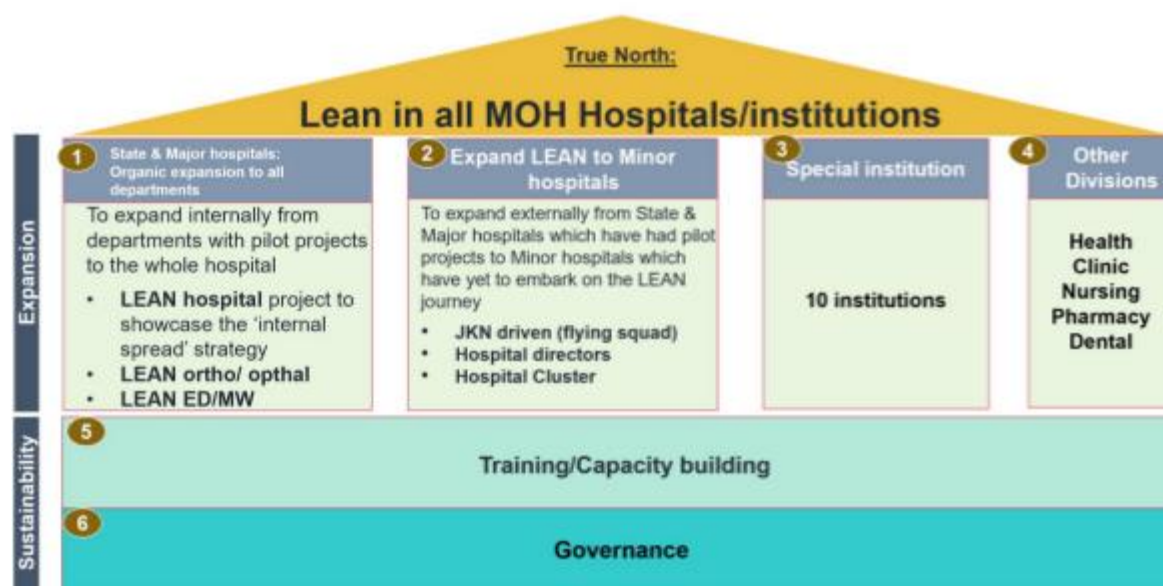 True North:
Lean in all MOH Hospitals/institutions
Expansion
1
State & Major hospitals:
Organic expansion to all
departments
To expand internally from
departments with pilot projects
to the whole hospital
• LEAN hospital project to
showcase the ‘internal
spread’ strategy
• LEAN ortho/ opthal
• LEAN ED/MW
2
Expand LEAN to Minor
hospitals
To expand externally from State &
Major hospitals which have had pilot
projects to Minor hospitals which
have yet to embark on the LEAN
journey
• JKN driven (flying squad)
• Hospital directors
• Hospital Cluster
3
Special institution
10 institutions
4
Other
Divisions
Health
Clinic
Nursing
Pharmacy
Dental
Sustainability
5
Training/Capacity building
6
Governance